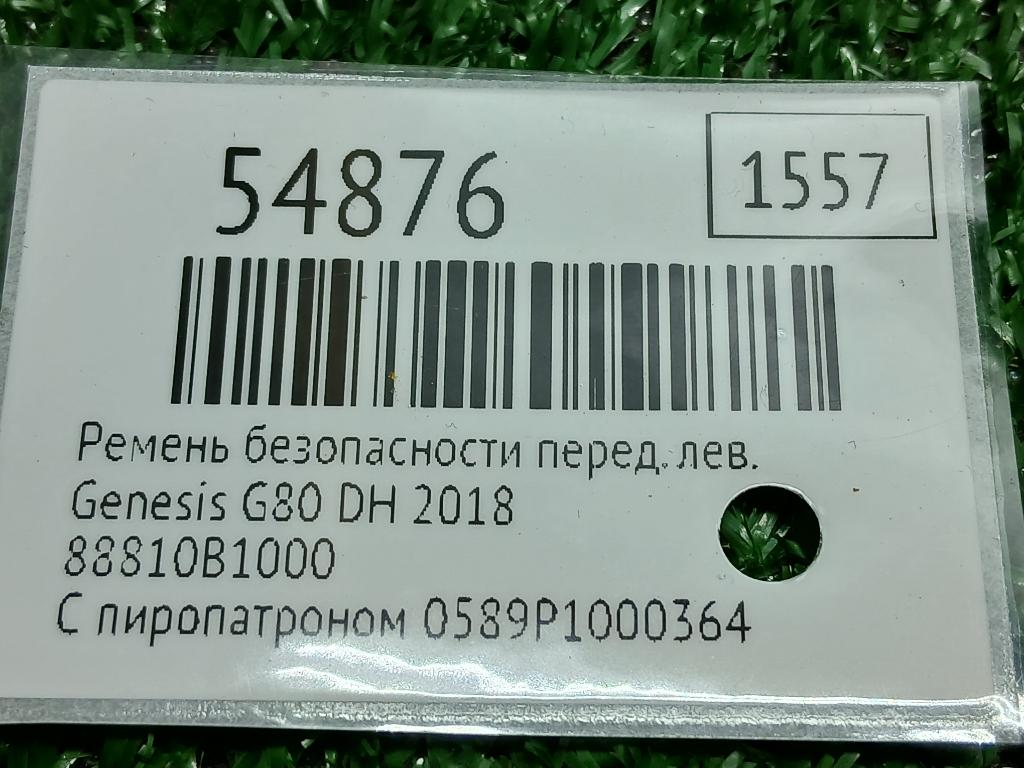 54876
1557
Ремень безопасности перед. лев.
Genesis G80 DH 2018
88810B1000
С пиропатроном 0589P1000364